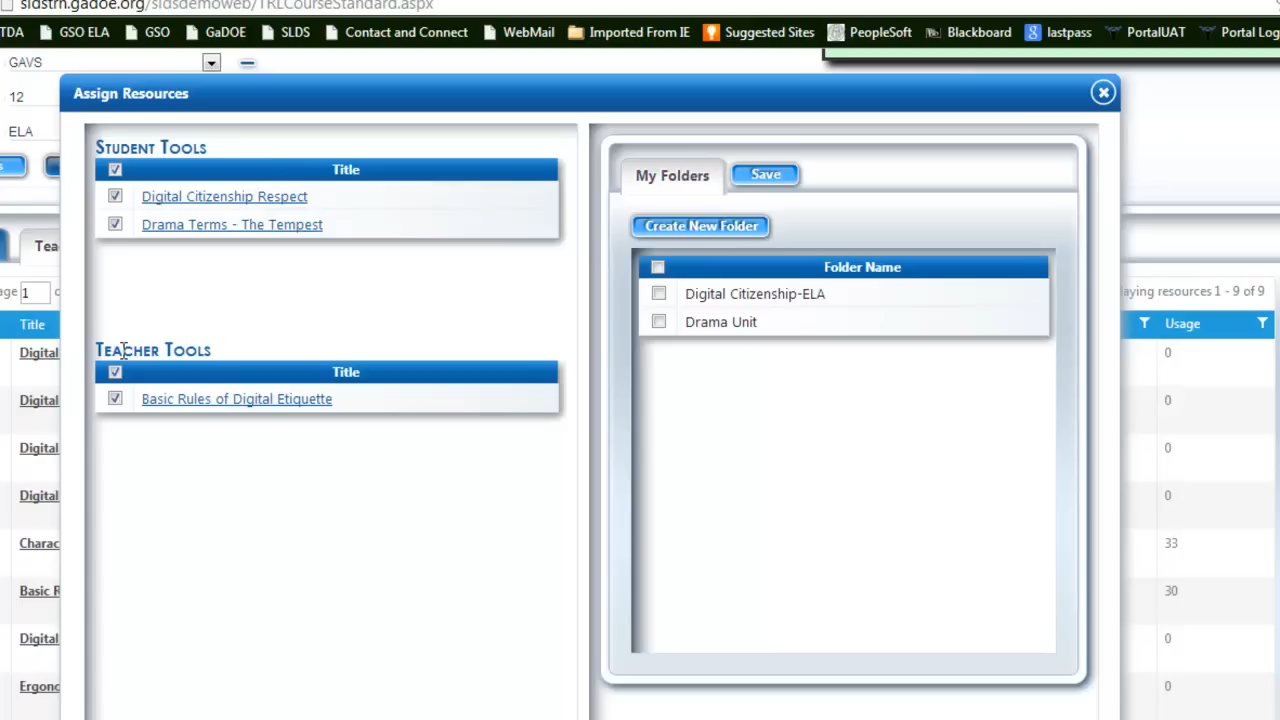 sldstrn.gadoe.org/sldsdemoweb/TRLCourseStandard.aspx
TDA GSO ELA GSO GaDOE SLDS Contact and Connect WebMail Imported From IE Suggested Sites PeopleSoft Blackboard lastpass PortalUAT Portal Log
GAVS
12
ELA
s
Assign Resources
STUDENT TOOLS
Title
Digital Citizenship Respect
Drama Terms - The Tempest
TEACHER TOOLS
Title
Basic Rules of Digital Etiquette
My Folders
Save
Create New Folder
Folder Name
Digital Citizenship-ELA
Drama Unit
Tea
age 1 o
laying resources 1 - 9 of 9
Title
Usage
Digital 0
Digital 0
Digital 0
Digital 0
Charac 33
Basic R 30
Digital 0
Ergono 0